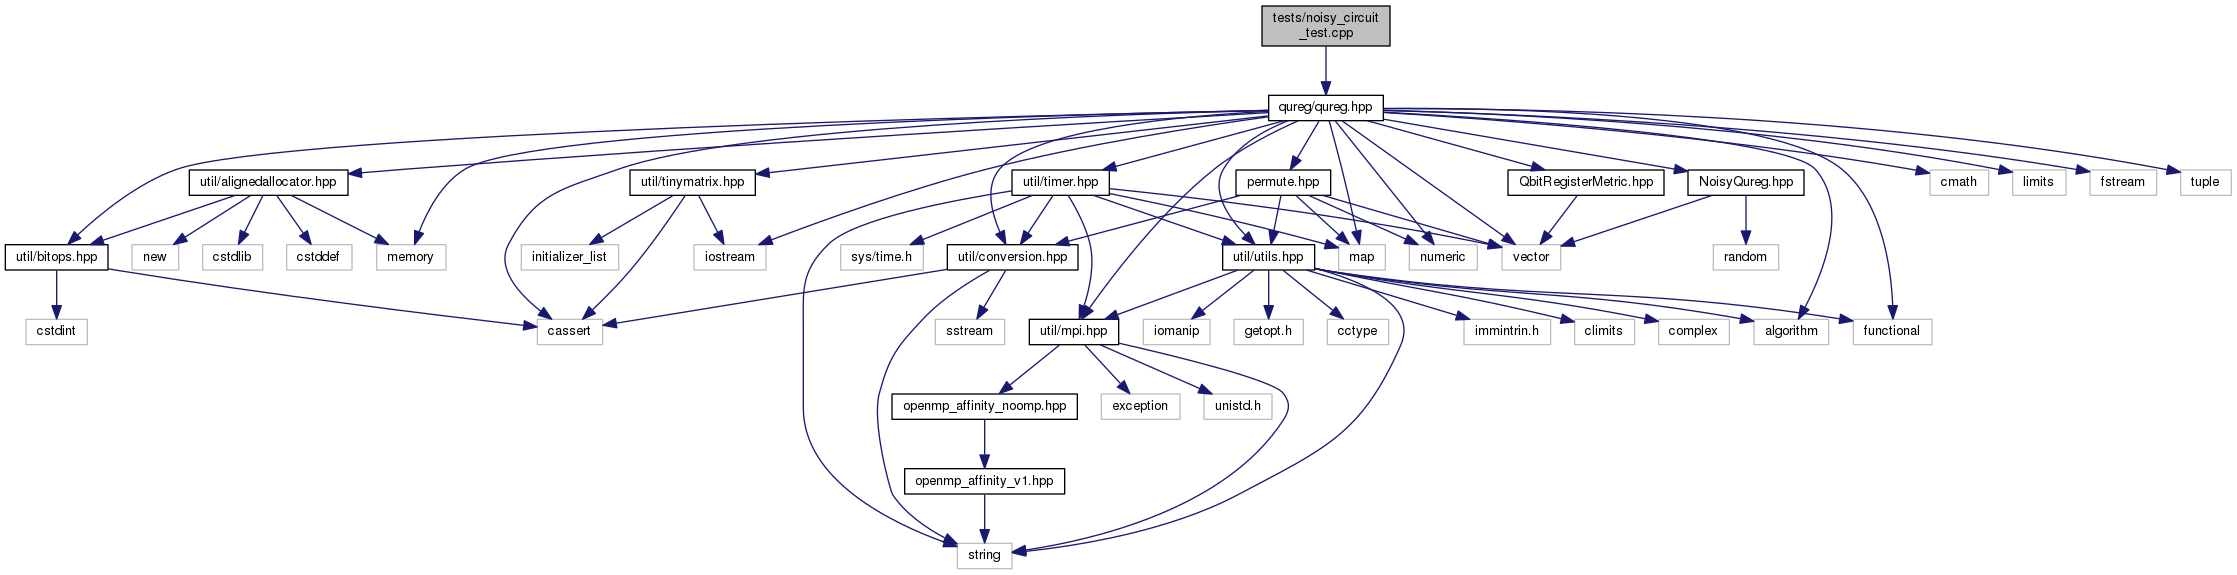 tests/noisy_circuit
_test.cpp
qureg/qureg.hpp
util/alignedallocator.hpp
util/tinymatrix.hpp
util/timer.hpp
permute.hpp
QbitRegisterMetric.hpp
NoisyQureg.hpp
cmath
limits
fstream
tuple
util/bitops.hpp
new
cstdlib
cstddef
memory
initializer_list
iostream
sys/time.h
util/conversion.hpp
util/utils.hpp
map
numeric
vector
random
cstdint
cassert
sstream
util/mpi.hpp
iomanip
getopt.h
cctype
immintrin.h
climits
complex
algorithm
functional
openmp_affinity_noomp.hpp
exception
unistd.h
openmp_affinity_v1.hpp
string